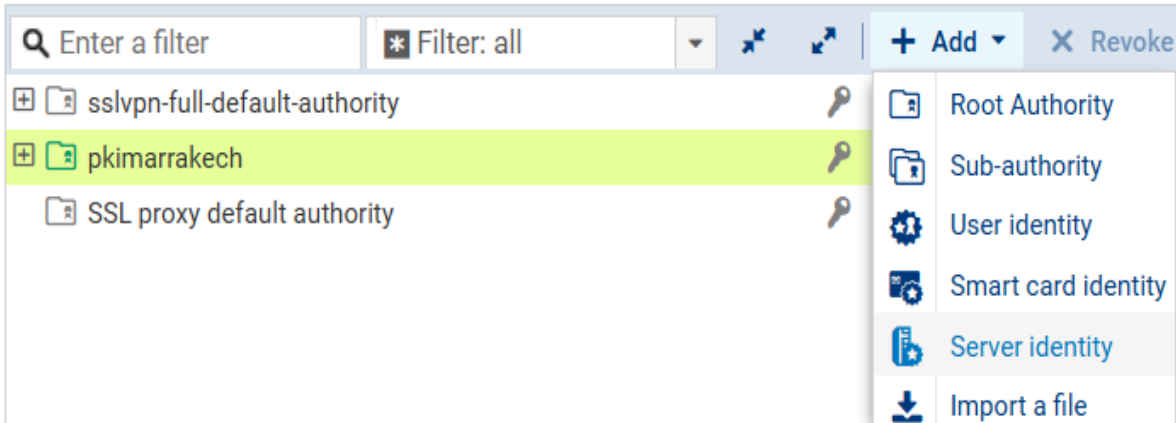 Enter a filter
Filter: all
Add
Revoke
sslvpn-full-default-authority
pkimarrakech
SSL proxy default authority
Root Authority
Sub-authority
User identity
Smart card identity
Server identity
Import a file